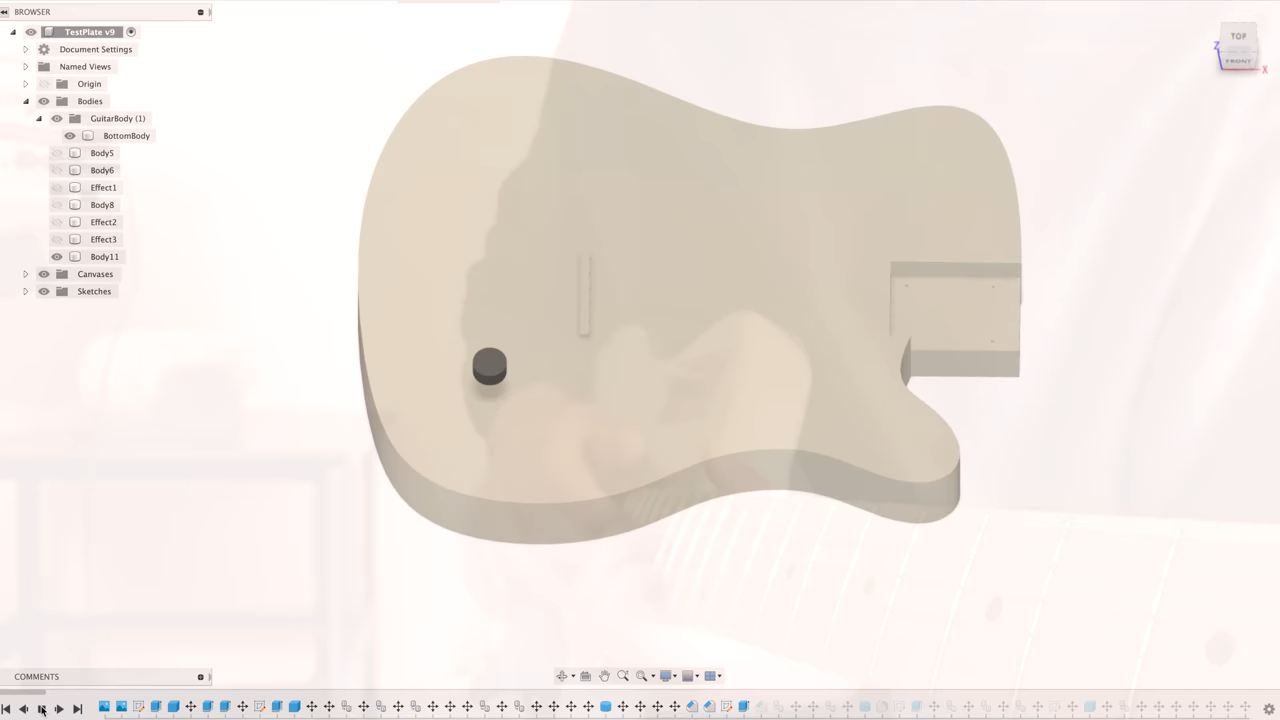 BROWSER
TestPlate v9
Document Settings
Named Views
Origin
Bodies
GuitarBody (1)
BottomBody
Body5
Body6
Effect1
Body8
Effect2
Effect3
Body11
Canvases
Sketches
TOP
FRONT
Z
X
COMMENTS